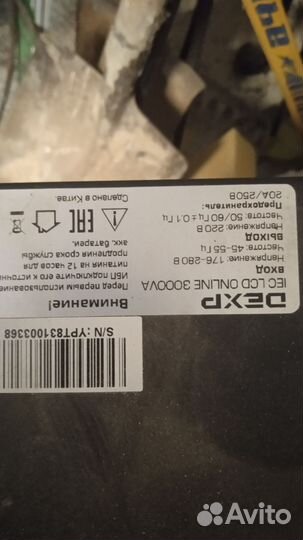 DEXP
IEC LCD ONLINE 3000VA
ВХОД
Напряжение: 176-280 В
Частота: 45-55 Гц
ВЫХОД
Напряжение: 220 В
Частота: 50/60 Гц ± 0.1 Гц
Предохранитель:
20А/250В
Внимание!
Перед первым использованием
ИБП подключите его к источнику
питания на 12 часов для
продления срока службы
акк. батареи.
EAC
Сделано в Китае.
S/N:YPT831003368
Avito